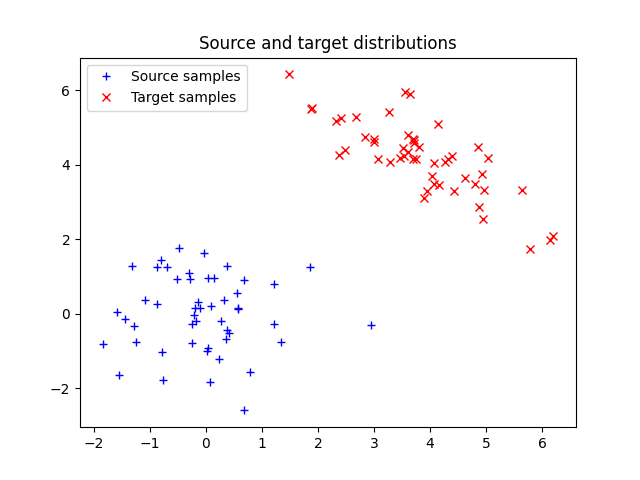 Source and target distributions
Source samples
Target samples
6
4
2
0
−2
−2 −1 0 1 2 3 4 5 6